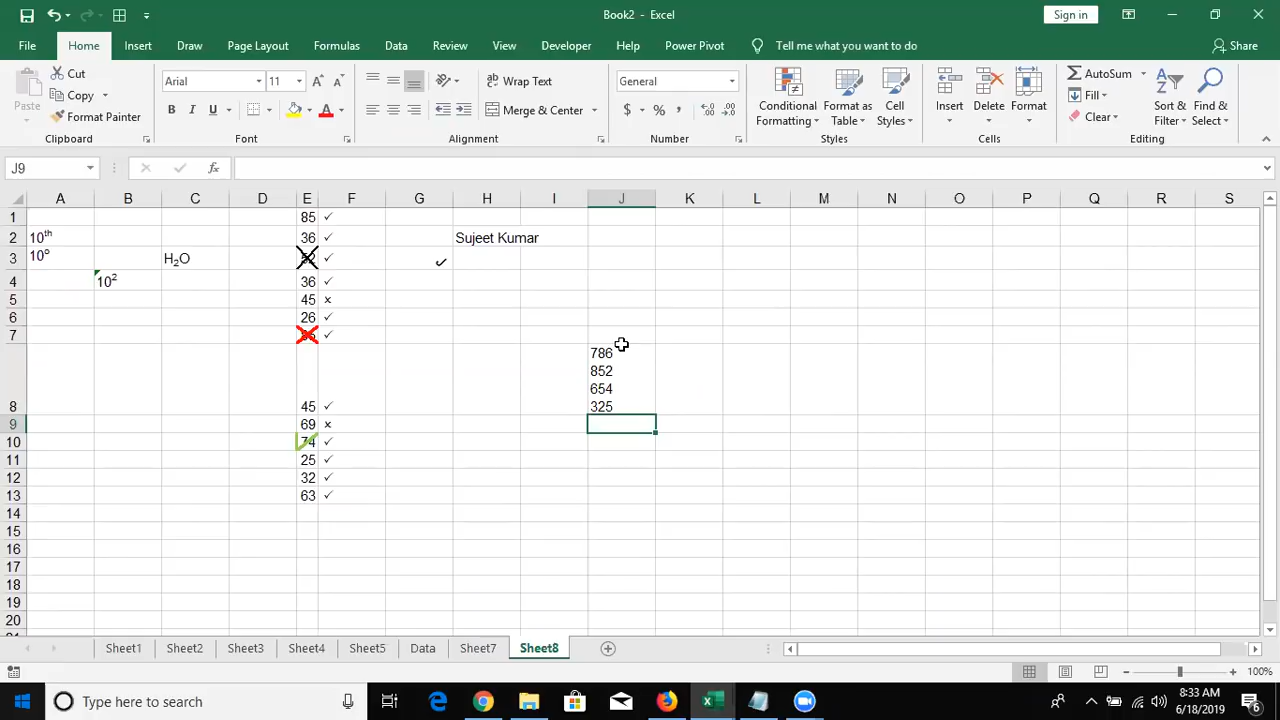 Book2 - Excel
Sign in
File Home Insert Draw Page Layout Formulas Data Review View Developer Help Power Pivot Tell me what you want to do Share
Paste
Cut
Copy
Format Painter
Clipboard
Arial 11
B I U
Font
Wrap Text
Merge & Center
Alignment
General
$ % ,
Number
Conditional Formatting
Format as Table
Cell Styles
Styles
Insert Delete Format
Cells
AutoSum
Fill
Clear
Sort & Filter
Find & Select
Editing
J9 fx
A B C D E F G H I J K L M N O P Q R S
1 85 ✓
2 10th 36 ✓ Sujeet Kumar
3 10o H2O ✓ ✓
4 102 36 ✓
5 45 x
6 26 ✓
7 ✓
786
852
654
8 45 ✓ 325
9 69 x
10 74 ✓
11 25 ✓
12 32 ✓
13 63 ✓
14
15
16
17
18
19
20
Sheet1 Sheet2 Sheet3 Sheet4 Sheet5 Data Sheet7 Sheet8
100%
Type here to search
8:33 AM
6/18/2019
6